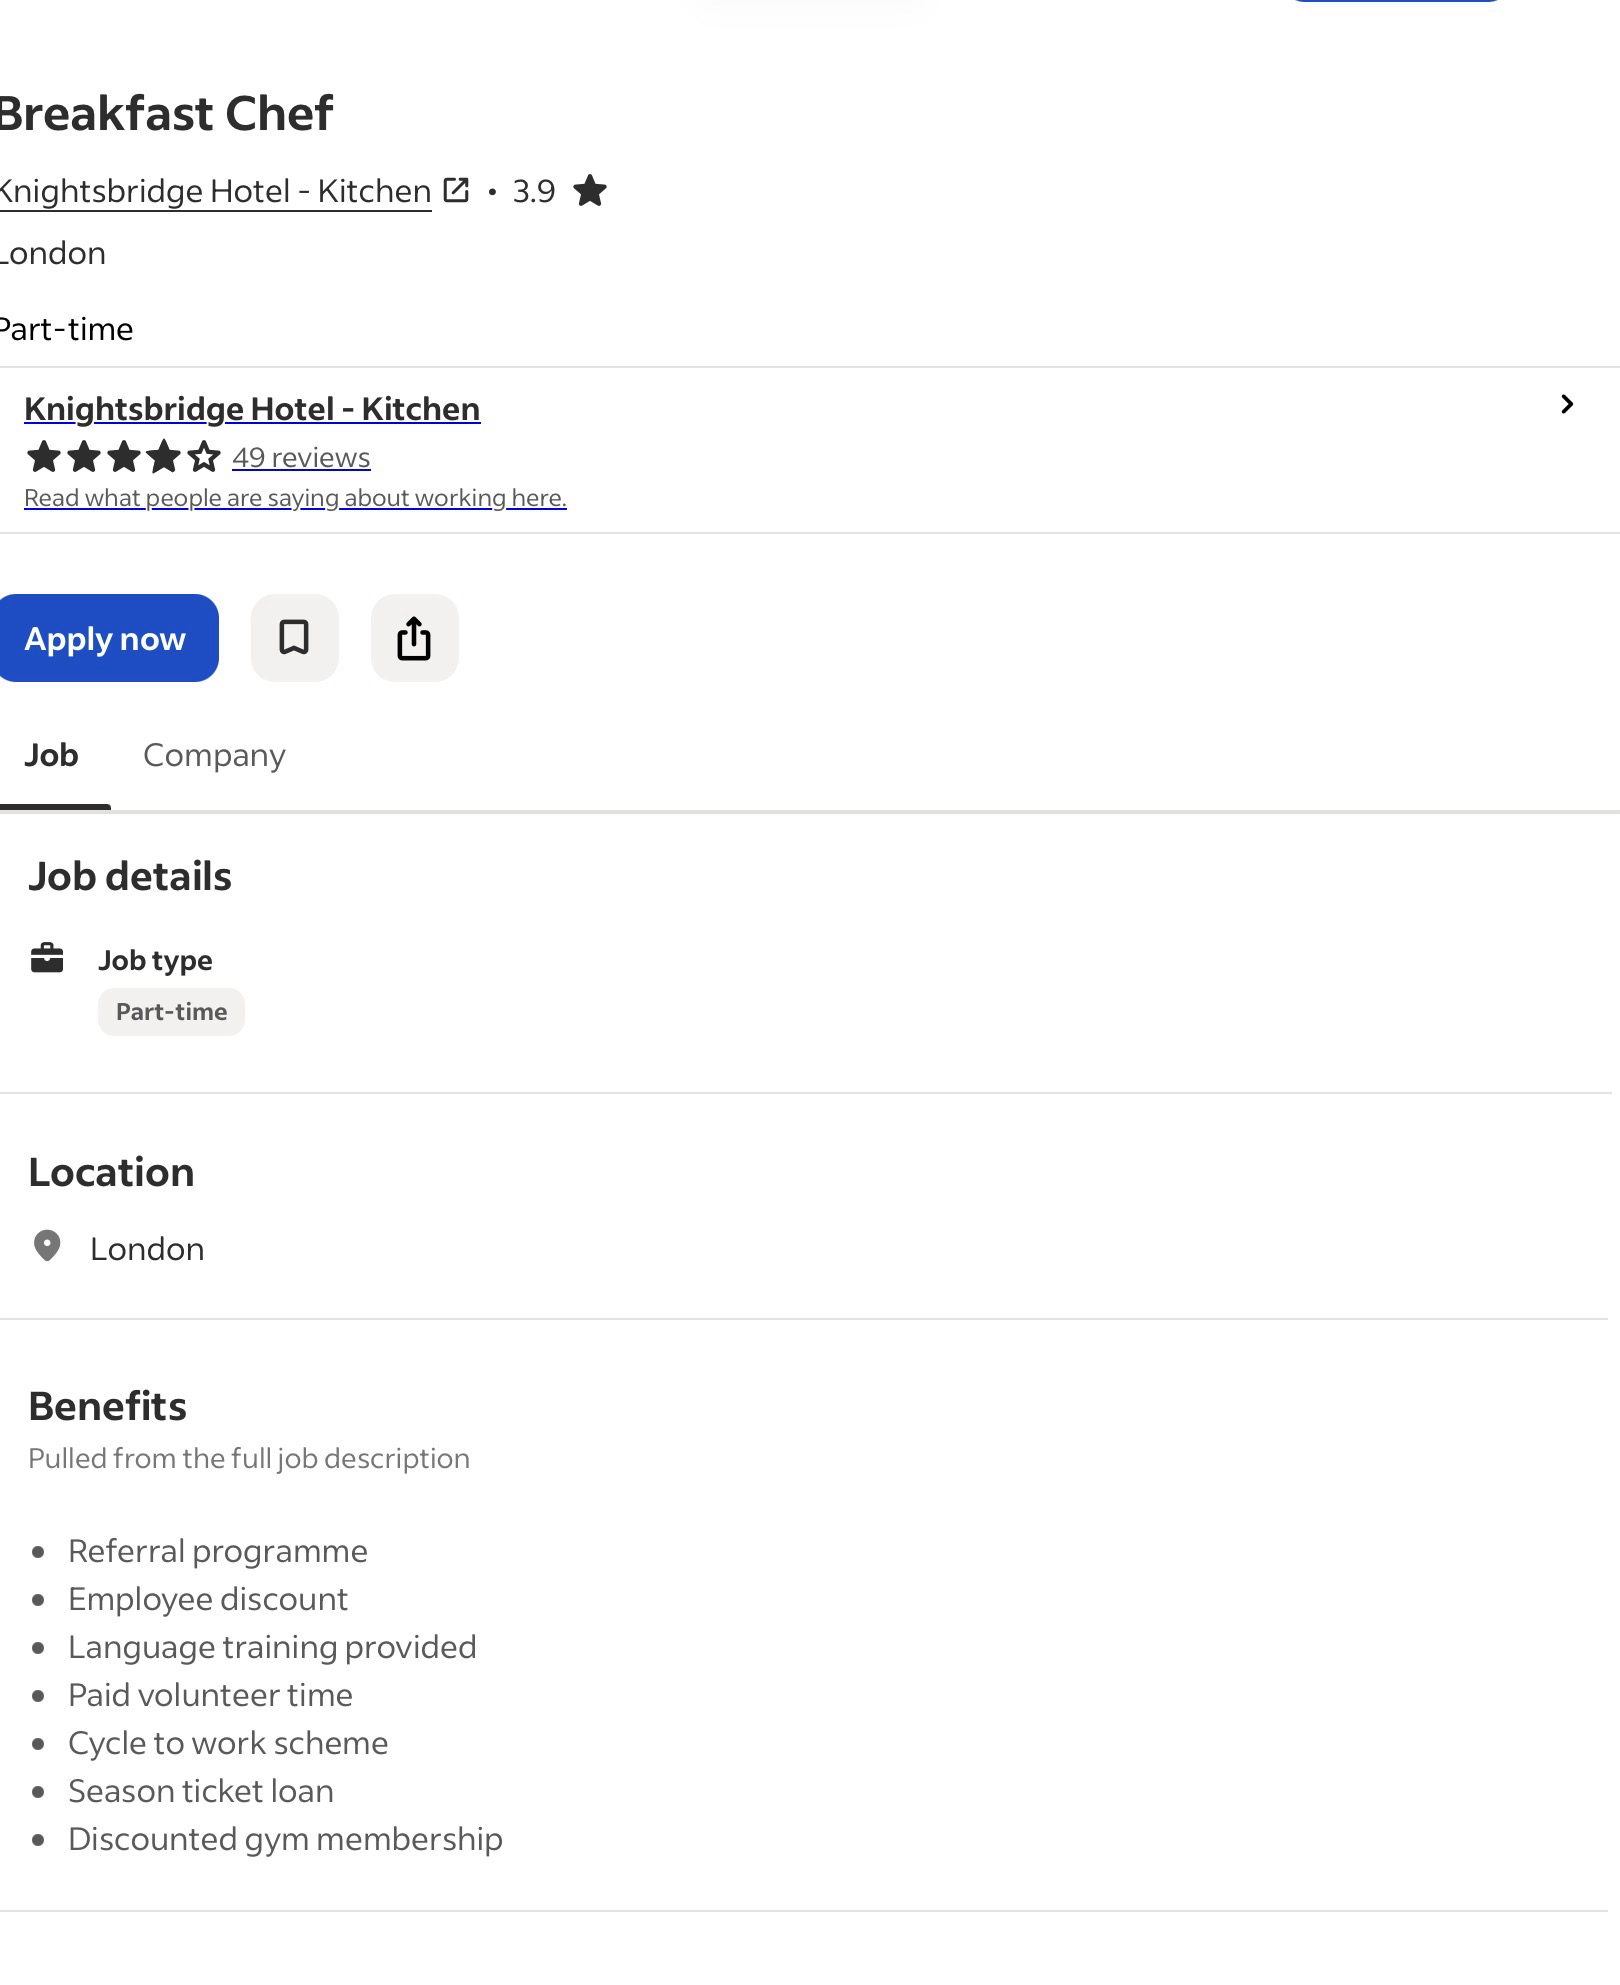 Breakfast Chef
Knightsbridge Hotel - Kitchen • 3.9
London
Part-time
Knightsbridge Hotel - Kitchen
49 reviews
Read what people are saying about working here.
Apply now
Job Company
Job details
Job type
Part-time
Location
London
Benefits
Pulled from the full job description
• Referral programme
• Employee discount
• Language training provided
• Paid volunteer time
• Cycle to work scheme
• Season ticket loan
• Discounted gym membership